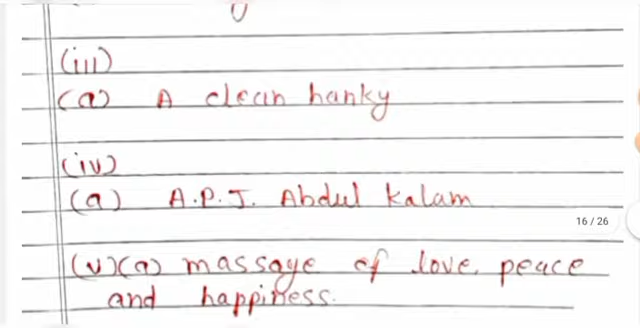 (iii)
(a) A clean hanky
(iv)
(a) A.P.J. Abdul Kalam
16 / 26
(v)(a) massage of love, peace
and happiness.